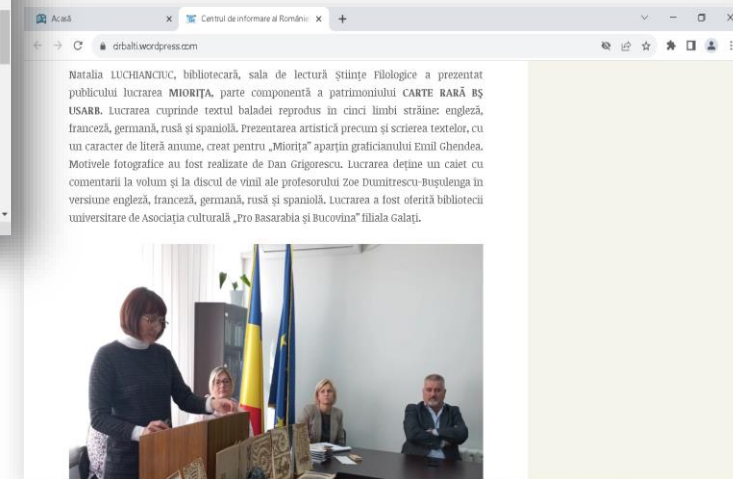 Acasă
Centrul de informare al Românie
cirbalti.wordpress.com
Natalia LUCHIANCIUC, bibliotecară, sala de lectură Științe Filologice a prezentat
publicului lucrarea MIORIȚA, parte componentă a patrimoniului CARTE RARĂ BȘ
USARB. Lucrarea cuprinde textul baladei reprodus în cinci limbi străine: engleză,
franceză, germană, rusă și spaniolă. Prezentarea artistică precum și scrierea textelor, cu
un caracter de literă anume, creat pentru „Miorița” aparțin graficianului Emil Ghendea.
Motivele fotografice au fost realizate de Dan Grigorescu. Lucrarea deține un caiet cu
comentarii la volum și la discul de vinil ale profesorului Zoe Dumitrescu-Bușulenga în
versiune engleză, franceză, germană, rusă și spaniolă. Lucrarea a fost oferită bibliotecii
universitare de Asociația culturală „Pro Basarabia și Bucovina” filiala Galați.